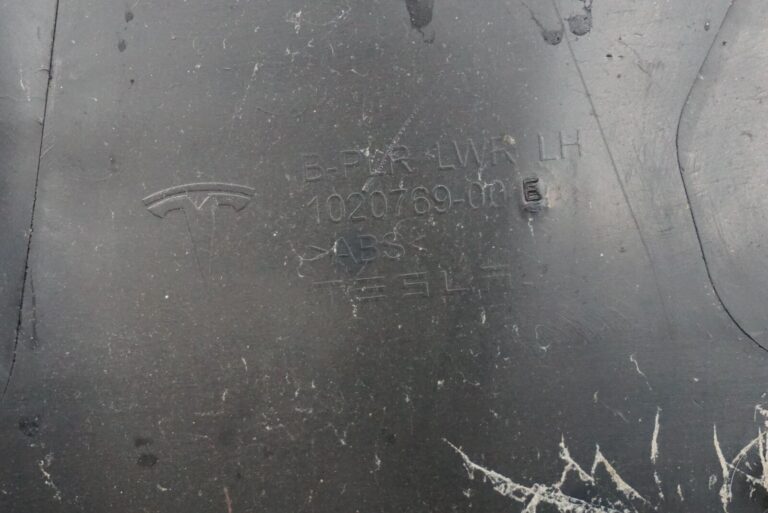 B-PLR LWR LH
1020769-00 E
>ABS<
TESLA